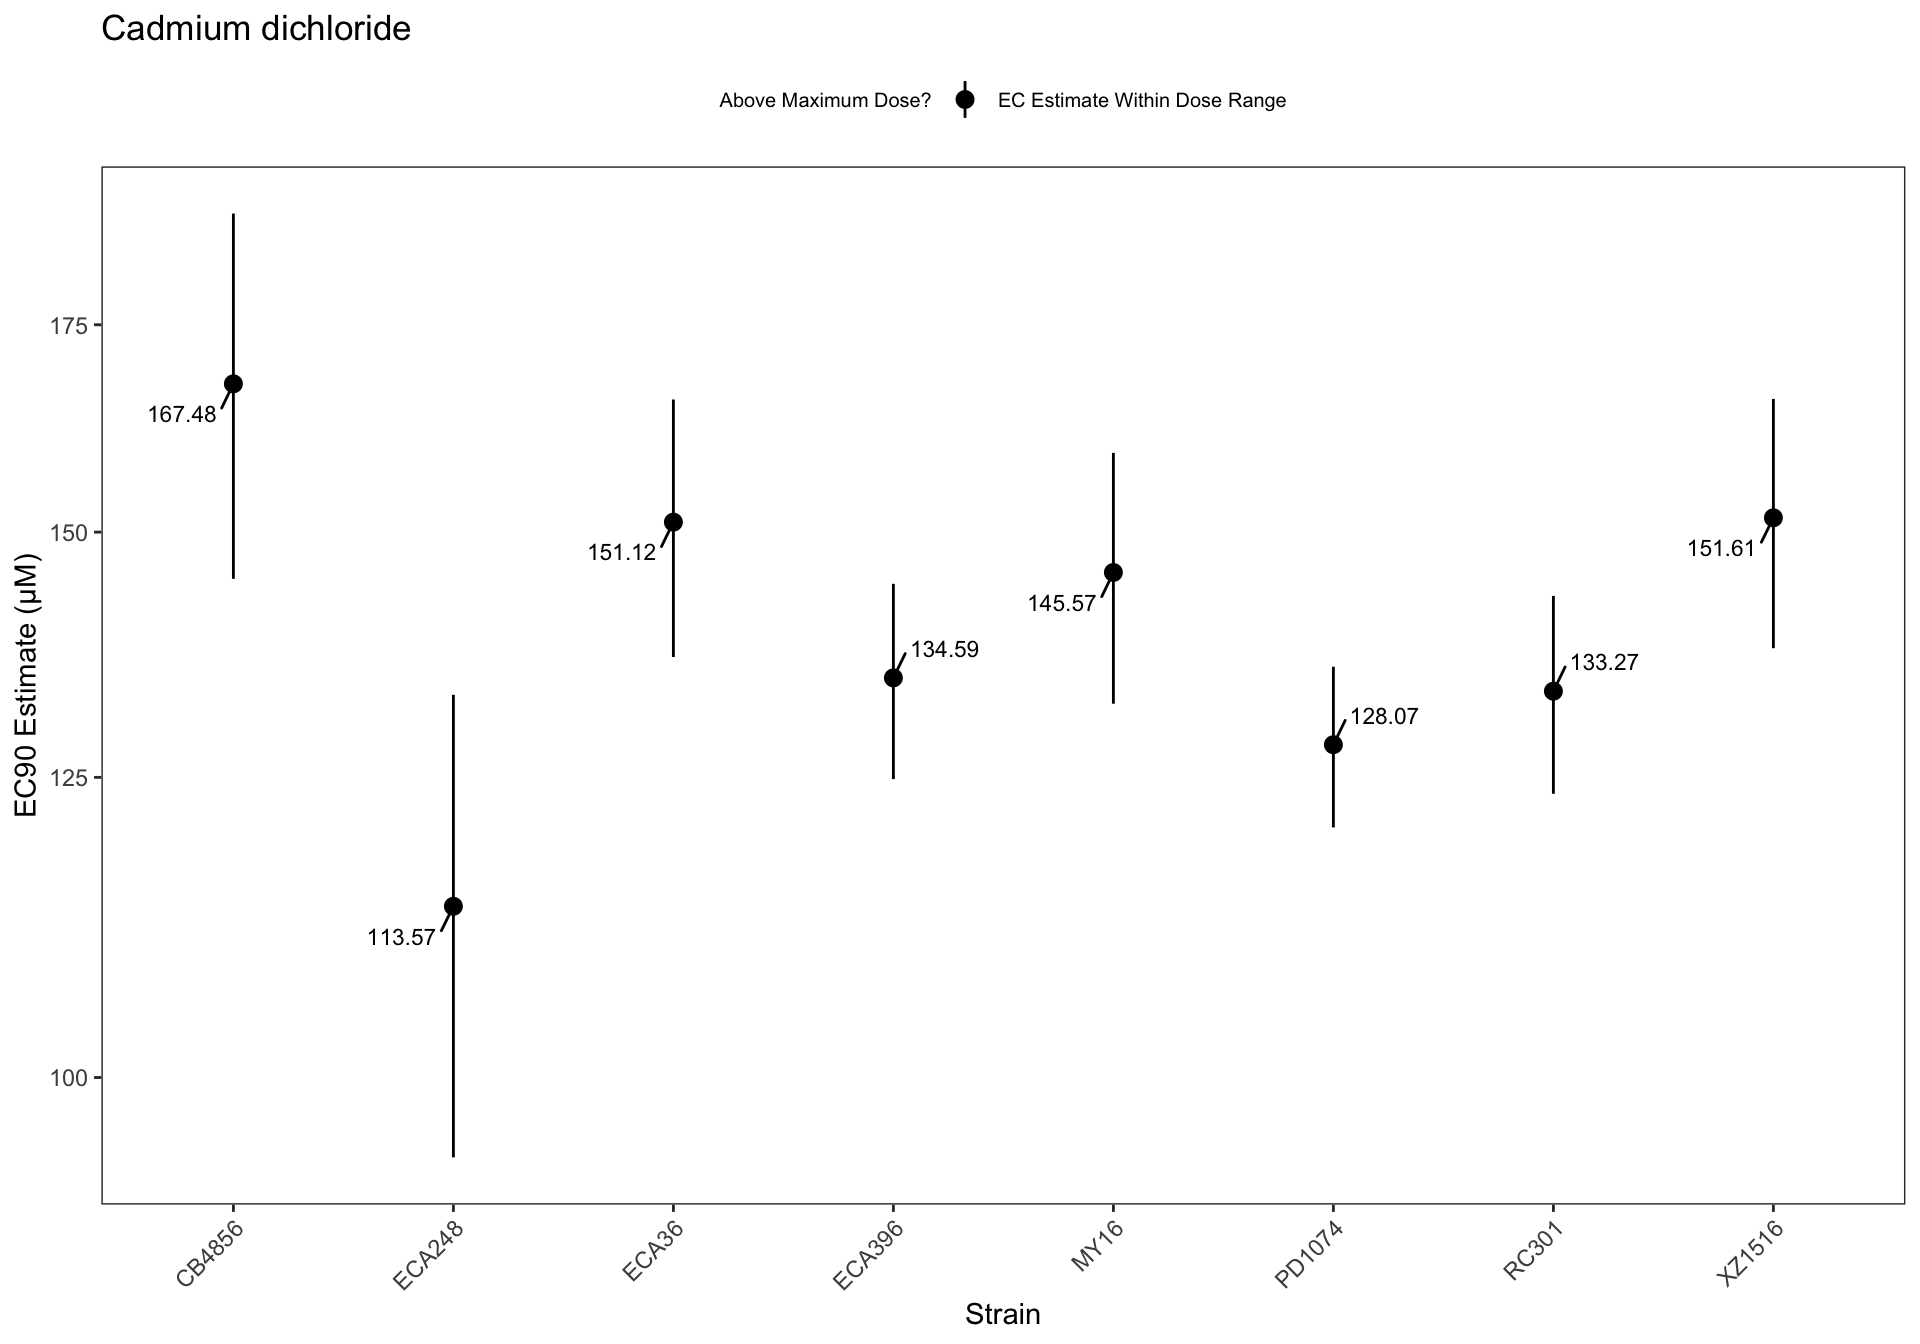 Cadmium dichloride
Above Maximum Dose? EC Estimate Within Dose Range
EC90 Estimate (µM)
175
150
125
100
167.48
113.57
151.12
134.59
145.57
128.07
133.27
151.61
CB4856
ECA248
ECA36
ECA396
MY16
PD1074
RC301
XZ1516
Strain